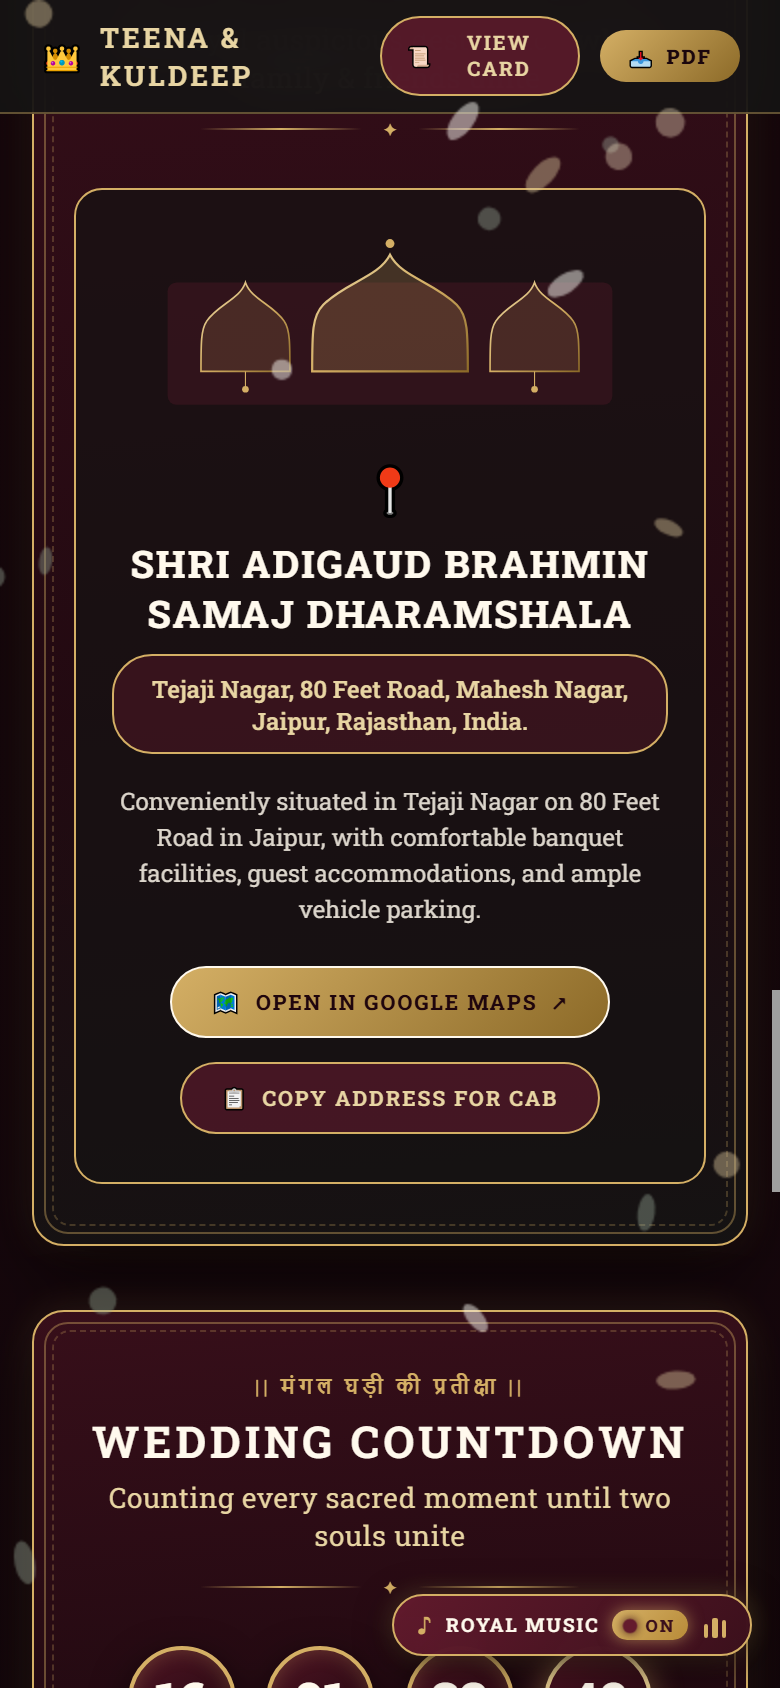 TEENA &
KULDEEP
VIEW
CARD
PDF
SHRI ADIGAUD BRAHMIN
SAMAJ DHARAMSHALA
Tejaji Nagar, 80 Feet Road, Mahesh Nagar,
Jaipur, Rajasthan, India.
Conveniently situated in Tejaji Nagar on 80 Feet
Road in Jaipur, with comfortable banquet
facilities, guest accommodations, and ample
vehicle parking.
OPEN IN GOOGLE MAPS ↗
COPY ADDRESS FOR CAB
|| मंगल घड़ी की प्रतीक्षा ||
WEDDING COUNTDOWN
Counting every sacred moment until two
souls unite
ROYAL MUSIC ON